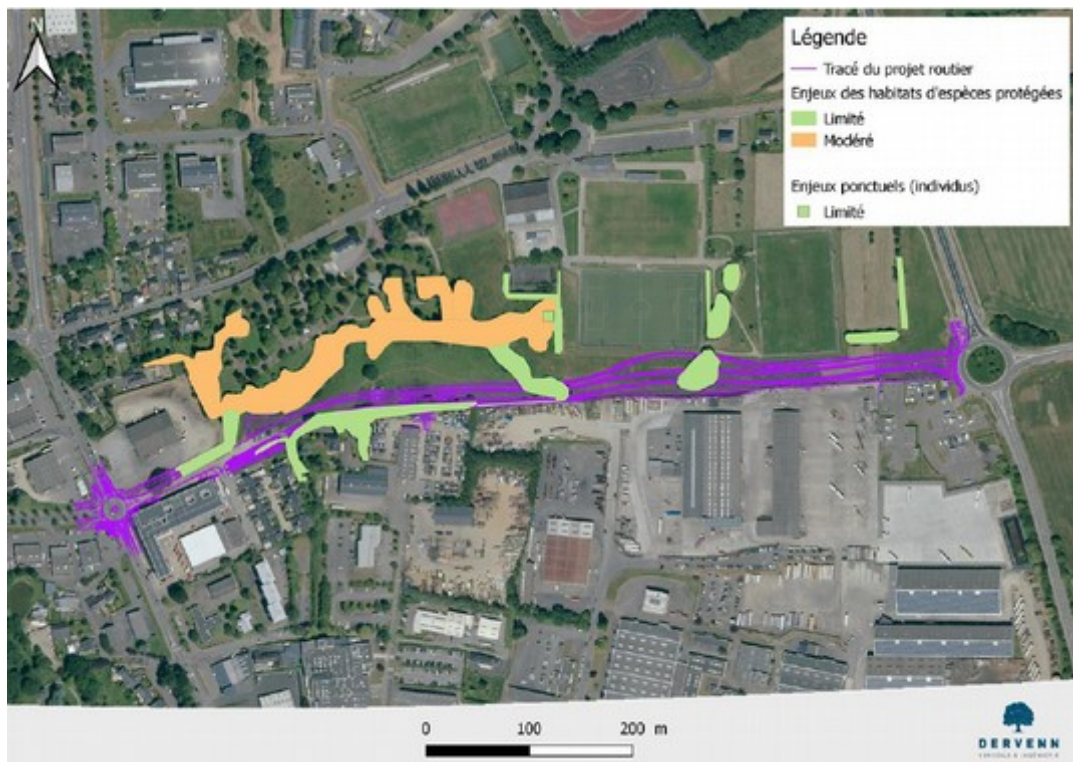 N
Légende
Tracé du projet routier
Enjeux des habitats d'espèces protégées
Limité
Modéré
Enjeux ponctuels (individus)
Limité
0 100 200 m
DERVENN